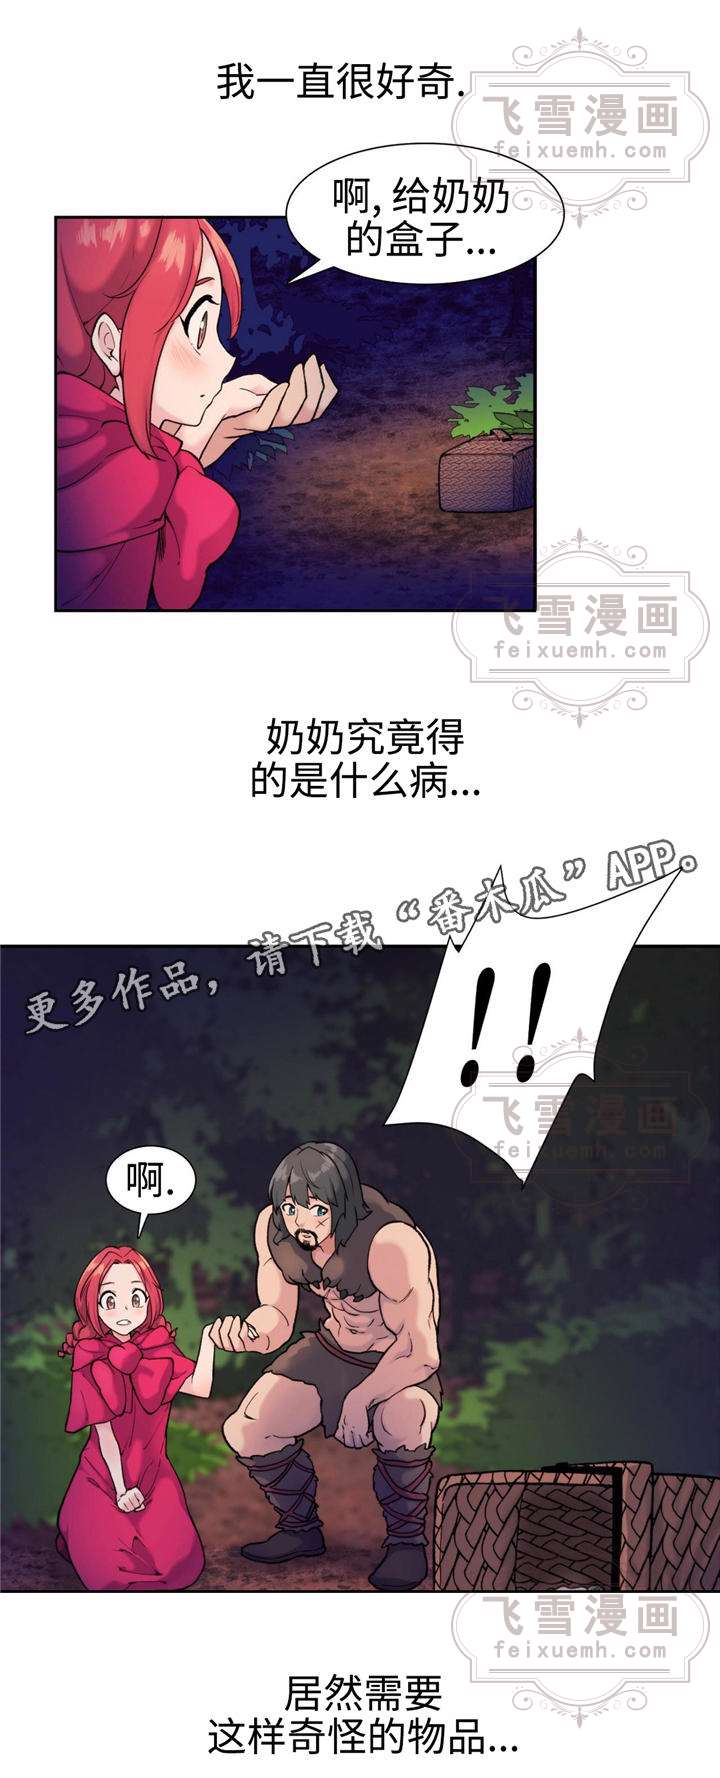 我一直很好奇.
飞雪漫画
feixuemh.com
啊, 给奶奶
的盒子...
飞雪漫画
feixuemh.com
奶奶究竟得
的是什么病...
更多作品，请下载“番木瓜”APP。
!!
飞雪漫画
feixuemh.com
啊.
飞雪漫画
feixuemh.com
居然需要
这样奇怪的物品...